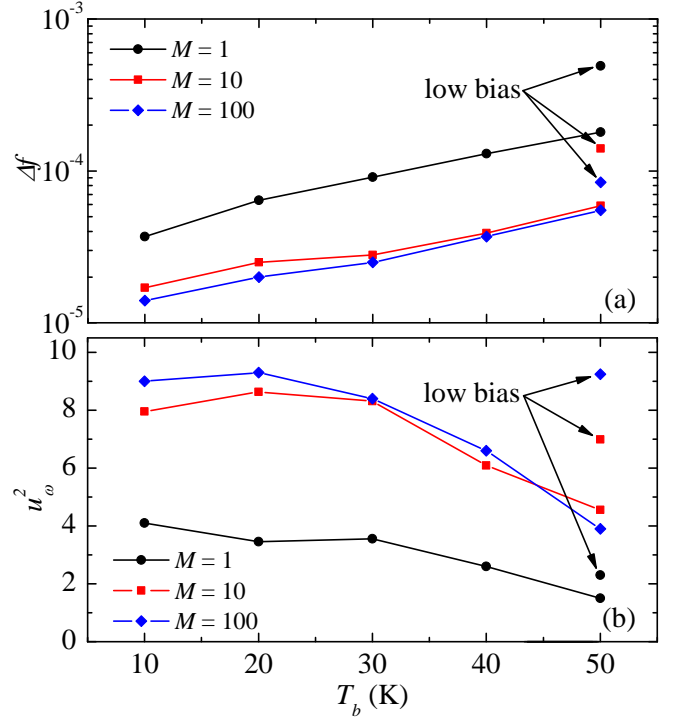 10⁻³
M = 1
M = 10
M = 100
low bias
Δf
10⁻⁴
10⁻⁵
(a)
10
8
6
4
2
0
low bias
u²_ω
M = 1
M = 10
M = 100
(b)
10 20 30 40 50
T_b (K)